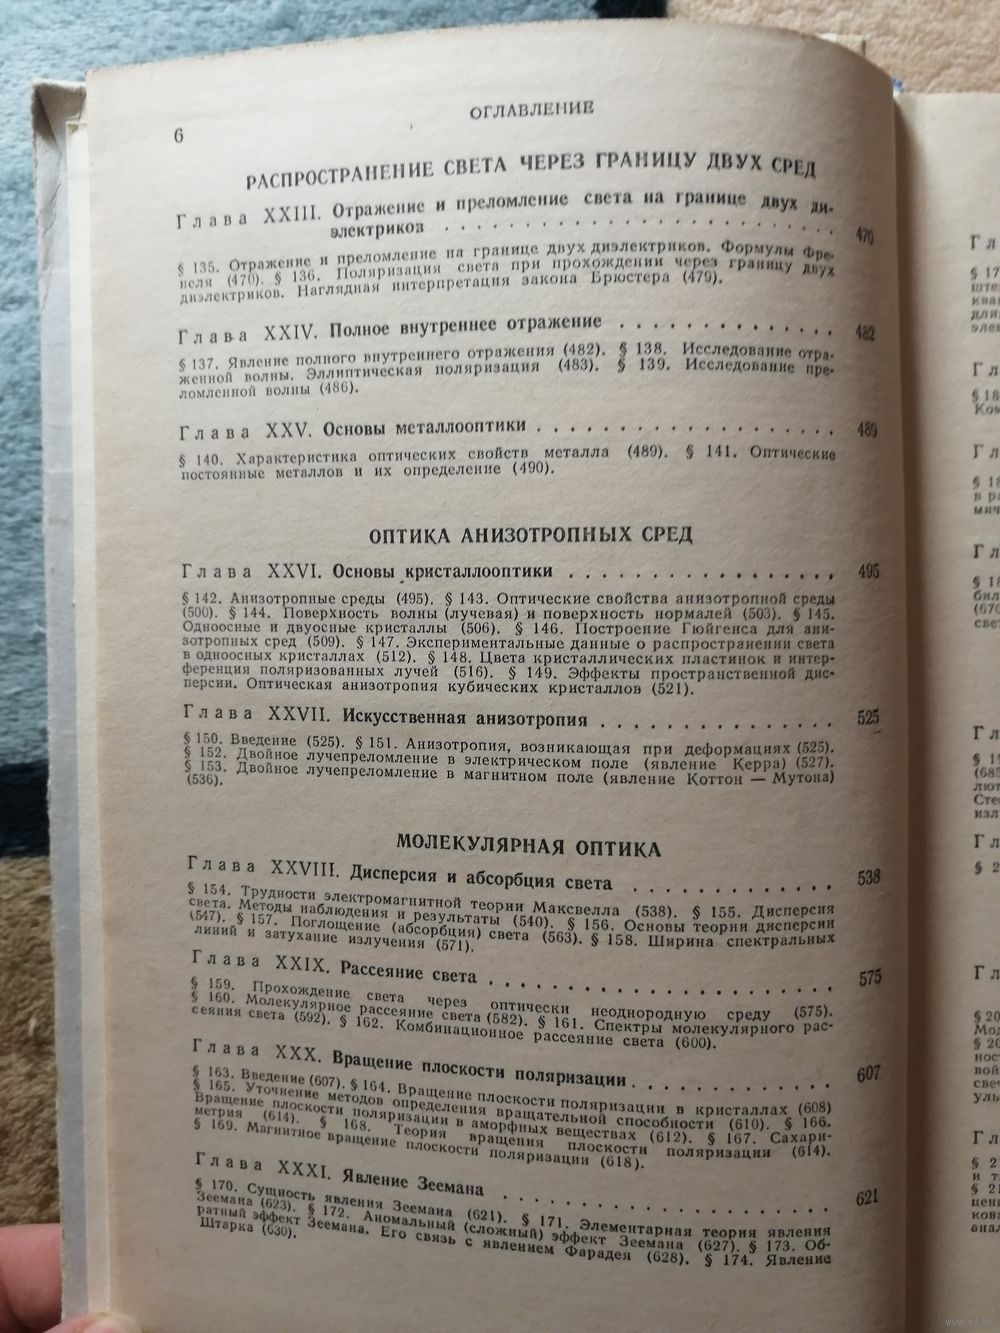 6
ОГЛАВЛЕНИЕ
РАСПРОСТРАНЕНИЕ СВЕТА ЧЕРЕЗ ГРАНИЦУ ДВУХ СРЕД
Глава XXIII. Отражение и преломление света на границе двух ди-
электриков . . . . . . . . . . . . . . . . . . . . 470
§ 135. Отражение и преломление на границе двух диэлектриков. Формулы Фре-
неля (470). § 136. Поляризация света при прохождении через границу двух
диэлектриков. Наглядная интерпретация закона Брюстера (479).
Глава XXIV. Полное внутреннее отражение . . . . . . . . . . . . 482
§ 137. Явление полного внутреннего отражения (482). § 138. Исследование отра-
женной волны. Эллиптическая поляризация (483). § 139. Исследование пре-
ломленной волны (486).
Глава XXV. Основы металлооптики . . . . . . . . . . . . . . . . 489
§ 140. Характеристика оптических свойств металла (489). § 141. Оптические
постоянные металлов и их определение (490).
ОПТИКА АНИЗОТРОПНЫХ СРЕД
Глава XXVI. Основы кристаллооптики . . . . . . . . . . . . . . 495
§ 142. Анизотропные среды (495). § 143. Оптические свойства анизотропной среды
(500). § 144. Поверхность волны (лучевая) и поверхность нормалей (503). § 145.
Одноосные и двуосные кристаллы (506). § 146. Построение Гюйгенса для ани-
зотропных сред (509). § 147. Экспериментальные данные о распространении света
в одноосных кристаллах (512). § 148. Цвета кристаллических пластинок и интер-
ференция поляризованных лучей (516). § 149. Эффекты пространственной дис-
персии. Оптическая анизотропия кубических кристаллов (521).
Глава XXVII. Искусственная анизотропия . . . . . . . . . . . . 525
§ 150. Введение (525). § 151. Анизотропия, возникающая при деформациях (525).
§ 152. Двойное лучепреломление в электрическом поле (явление Керра) (527).
§ 153. Двойное лучепреломление в магнитном поле (явление Коттон — Мутона)
(536).
МОЛЕКУЛЯРНАЯ ОПТИКА
Глава XXVIII. Дисперсия и абсорбция света . . . . . . . . . . . 538
§ 154. Трудности электромагнитной теории Максвелла (538). § 155. Дисперсия
света. Методы наблюдения и результаты (540). § 156. Основы теории дисперсии
(547). § 157. Поглощение (абсорбция) света (563). § 158. Ширина спектральных
линий и затухание излучения (571).
Глава XXIX. Рассеяние света . . . . . . . . . . . . . . . . . . 575
§ 159. Прохождение света через оптически неоднородную среду (575).
§ 160. Молекулярное рассеяние света (582). § 161. Спектры молекулярного рас-
сеяния света (592). § 162. Комбинационное рассеяние света (600).
Глава XXX. Вращение плоскости поляризации . . . . . . . . . . . 607
§ 163. Введение (607). § 164. Вращение плоскости поляризации в кристаллах (608)
§ 165. Уточнение методов определения вращательной способности (610). § 166.
Вращение плоскости поляризации в аморфных веществах (612). § 167. Сахари-
метрия (614). § 168. Теория вращения плоскости поляризации (614).
§ 169. Магнитное вращение плоскости поляризации (618).
Глава XXXI. Явление Зеемана . . . . . . . . . . . . . . . . . . 621
§ 170. Сущность явления Зеемана (621). § 171. Элементарная теория явления
Зеемана (623). § 172. Аномальный (сложный) эффект Зеемана (627). § 173. Об-
ратный эффект Зеемана. Его связь с явлением Фарадея (628). § 174. Явление
Штарка (630).